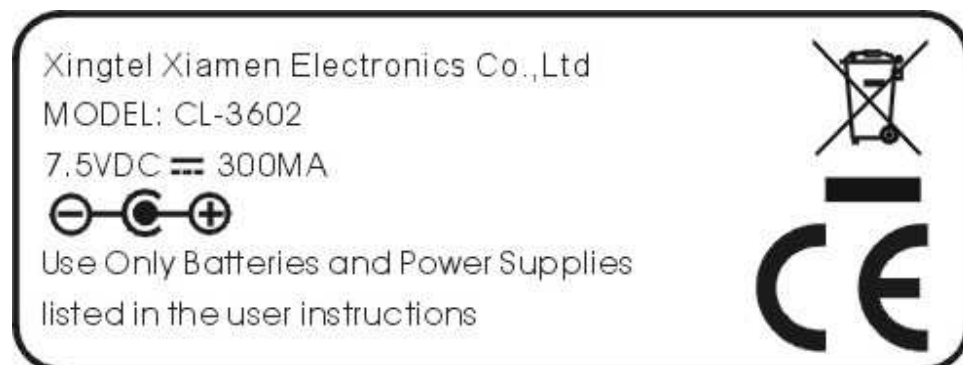 Xingtel Xiamen Electronics Co.,Ltd
MODEL: CL-3602
7.5VDC ⎓ 300MA
Use Only Batteries and Power Supplies
listed in the user instructions
CE